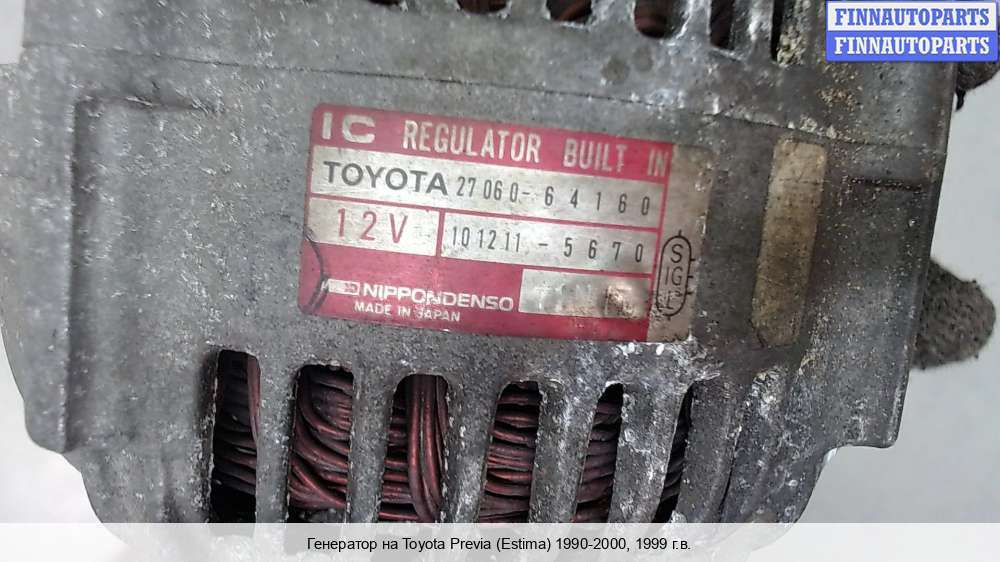 FINNAUTOPARTS
FINNAUTOPARTS
IC REGULATOR BUILT IN
TOYOTA 27060-64160
12V 101211-5670
NIPPONDENSO
MADE IN JAPAN
S
IG
L
Генератор на Toyota Previa (Estima) 1990-2000, 1999 г.в.